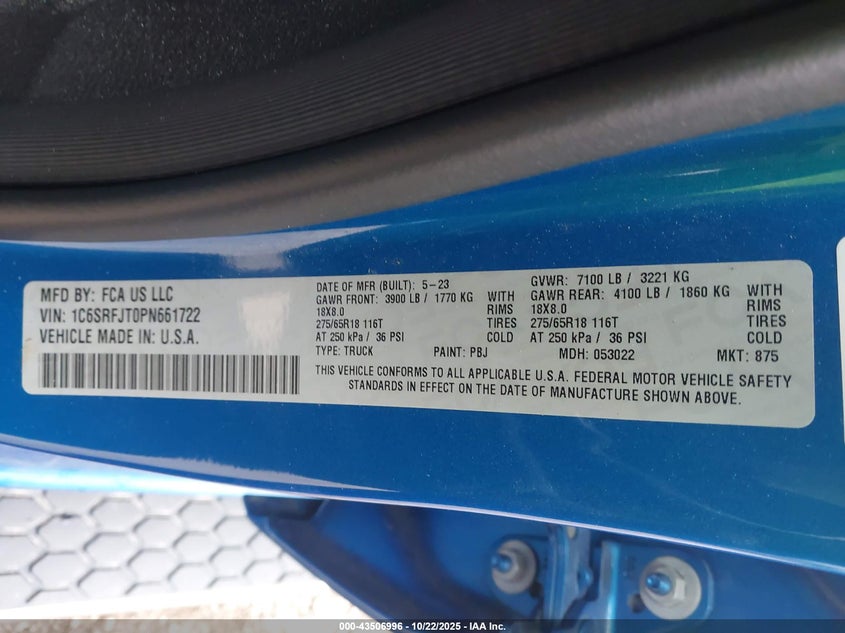 MFD BY: FCA US LLC
VIN: 1C6SRFJT0PN661722
VEHICLE MADE IN: U.S.A.
DATE OF MFR (BUILT): 5-23
GAWR FRONT: 3900 LB / 1770 KG WITH
18X8.0 RIMS
275/65R18 116T TIRES
AT 250 kPa / 36 PSI COLD
TYPE: TRUCK PAINT: PBJ
GVWR: 7100 LB / 3221 KG
GAWR REAR: 4100 LB / 1860 KG WITH
18X8.0 RIMS
275/65R18 116T TIRES
AT 250 kPa / 36 PSI COLD
MDH: 053022 MKT: 875
THIS VEHICLE CONFORMS TO ALL APPLICABLE U.S.A. FEDERAL MOTOR VEHICLE SAFETY
STANDARDS IN EFFECT ON THE DATE OF MANUFACTURE SHOWN ABOVE.
000-43506996 - 10/22/2025 - IAA Inc.